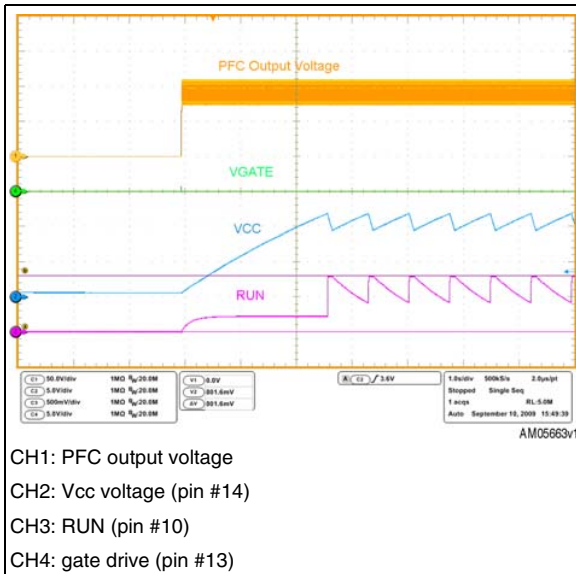 PFC Output Voltage
VGATE
VCC
RUN
C1 50.0V/div 1MΩ BW:20.0M
C2 5.0V/div 1MΩ BW:20.0M
C3 500mV/div 1MΩ BW:20.0M
C4 5.0V/div 1MΩ BW:20.0M
V1 0.0V
V2 801.6mV
ΔV 801.6mV
A C2 3.6V
1.0s/div 500kS/s 2.0μs/pt
Stopped Single Seq
1 acqs RL:5.0M
Auto September 10, 2009 15:49:39
AM05663v1
CH1: PFC output voltage
CH2: Vcc voltage (pin #14)
CH3: RUN (pin #10)
CH4: gate drive (pin #13)